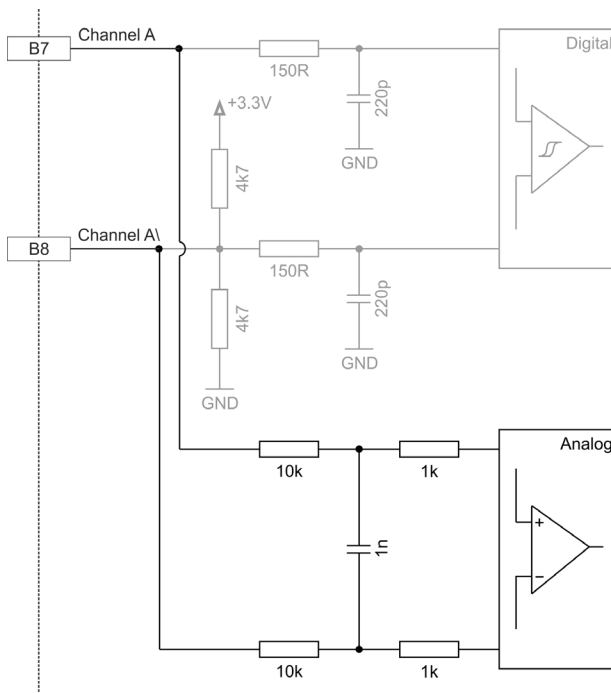 Channel A
Digital
B7
150R
220p
+3.3V
GND
4k7
Channel A\
B8
150R
220p
4k7
GND
GND
Analog
10k
1k
+
1n
−
10k
1k